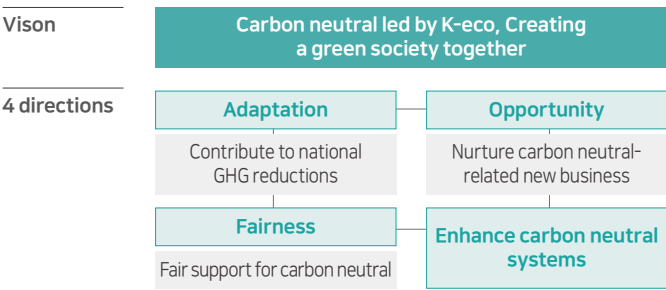 Vison
Carbon neutral led by K-eco, Creating
a green society together
4 directions
Adaptation
Opportunity
Contribute to national
GHG reductions
Nurture carbon neutral-
related new business
Fairness
Enhance carbon neutral
systems
Fair support for carbon neutral